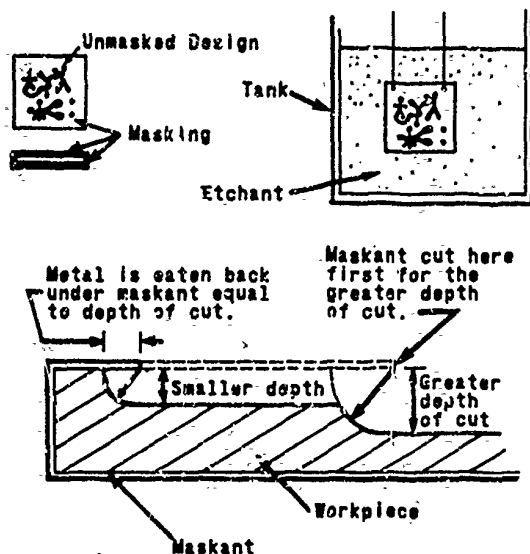 Unmasked Design
Tank
Masking
Etchant
Metal is eaten back
under maskant equal
to depth of cut.
Maskant cut here
first for the
greater depth
of cut.
Smaller depth
Greater
depth
of cut
Workpiece
Maskant